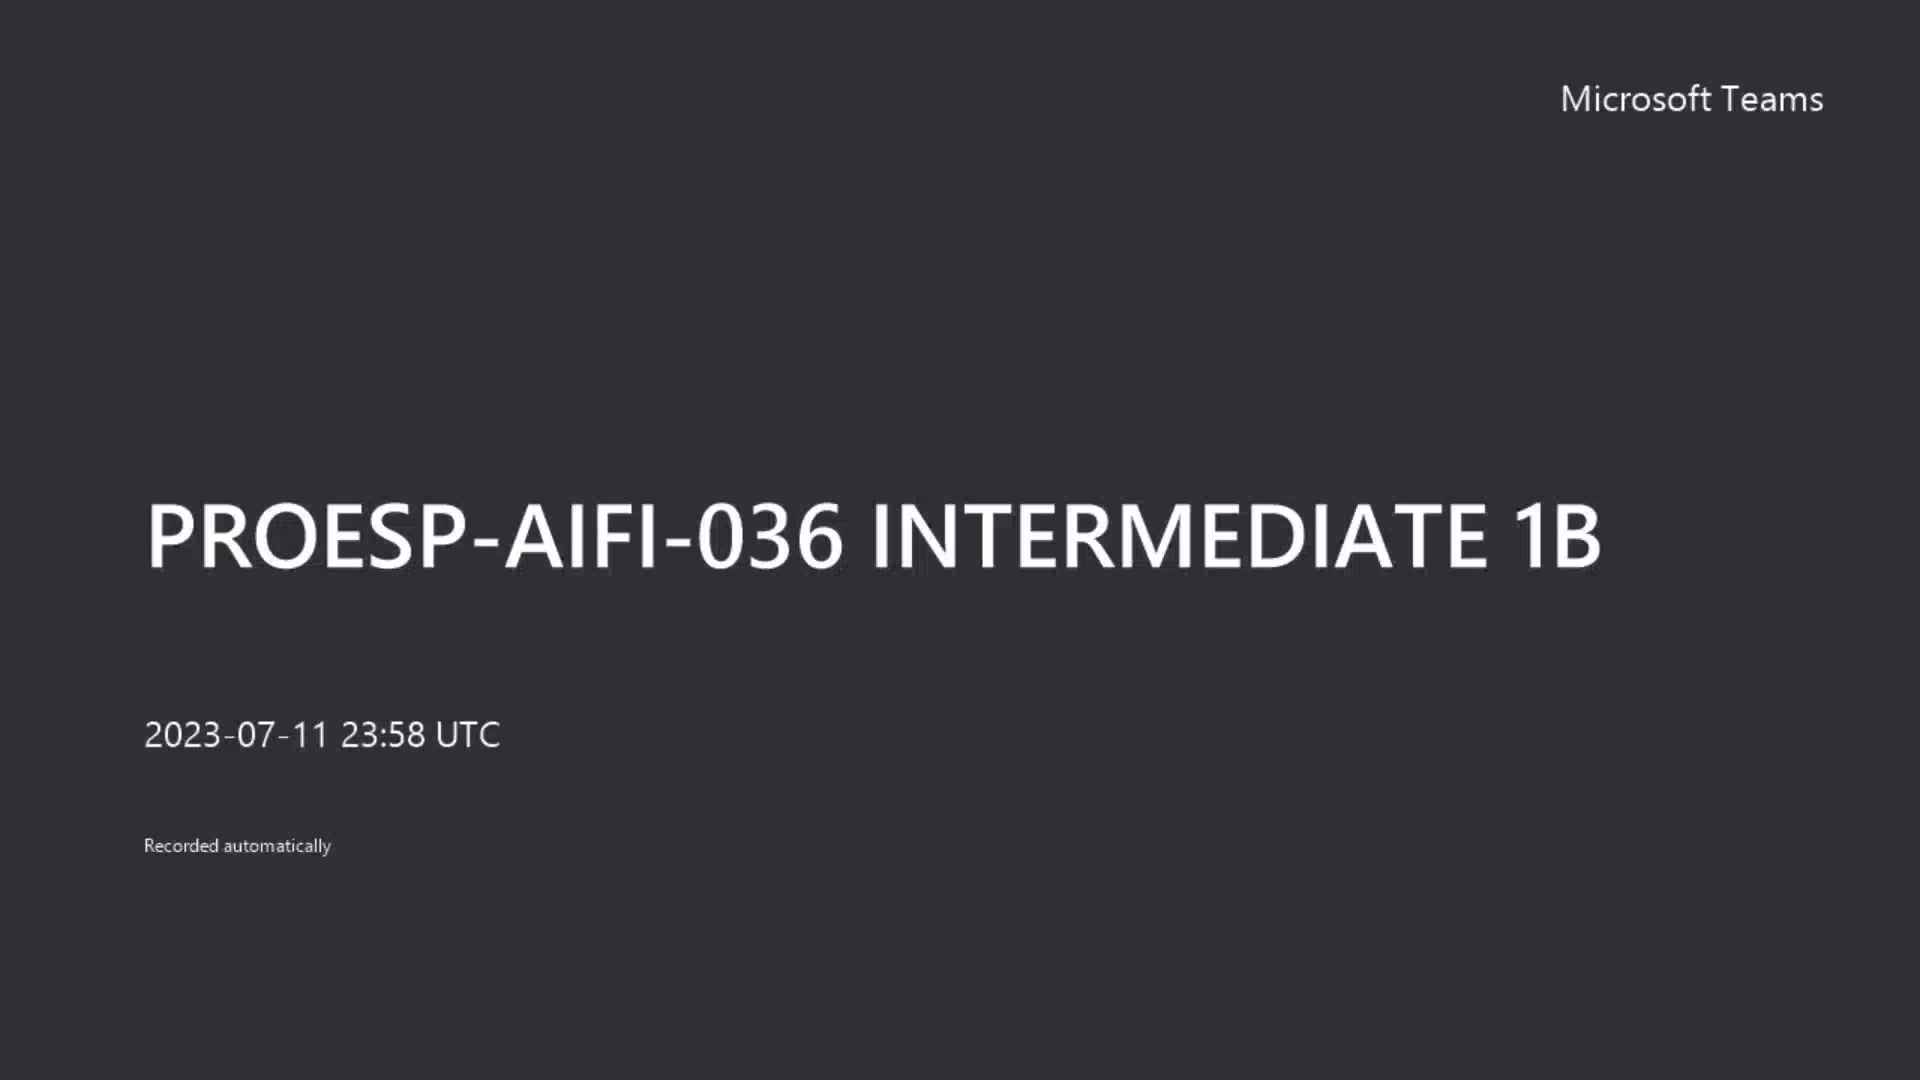 Microsoft Teams
PROESP-AIFI-036 INTERMEDIATE 1B
2023-07-11 23:58 UTC
Recorded automatically